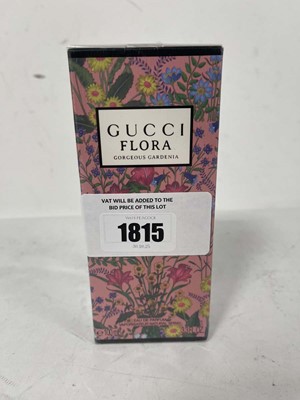 GUCCI
FLORA
GORGEOUS GARDENIA
VAT WILL BE ADDED TO THE
BID PRICE OF THIS LOT
1815